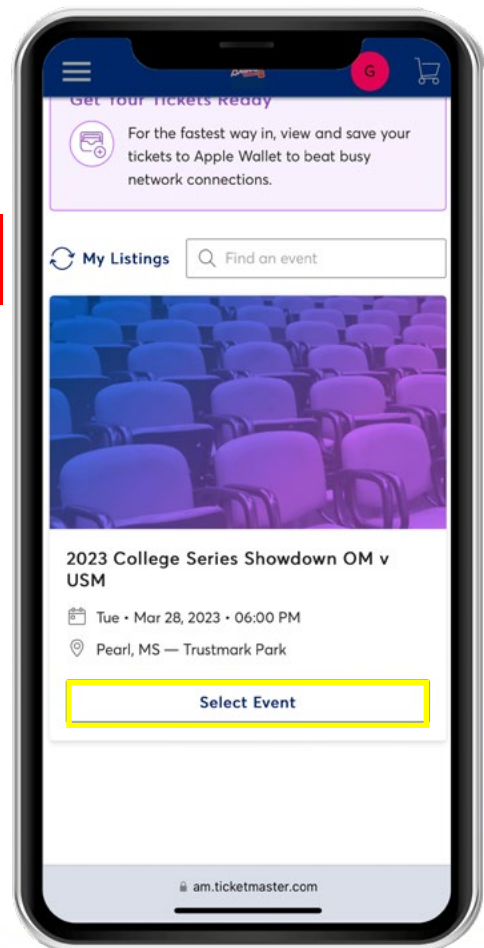 G
Get Your Tickets Ready
For the fastest way in, view and save your
tickets to Apple Wallet to beat busy
network connections.
My Listings
Find an event
2023 College Series Showdown OM v
USM
Tue • Mar 28, 2023 • 06:00 PM
Pearl, MS — Trustmark Park
Select Event
am.ticketmaster.com